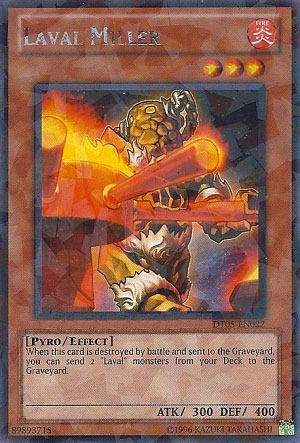 LAVAL MILLER
FIRE
炎
DT05-EN022
[PYRO/EFFECT]
When this card is destroyed by battle and sent to the Graveyard,
you can send 2 "Laval" monsters from your Deck to the
Graveyard.
ATK/ 300 DEF/ 400
89893715
©1996 KAZUKI TAKAHASHI